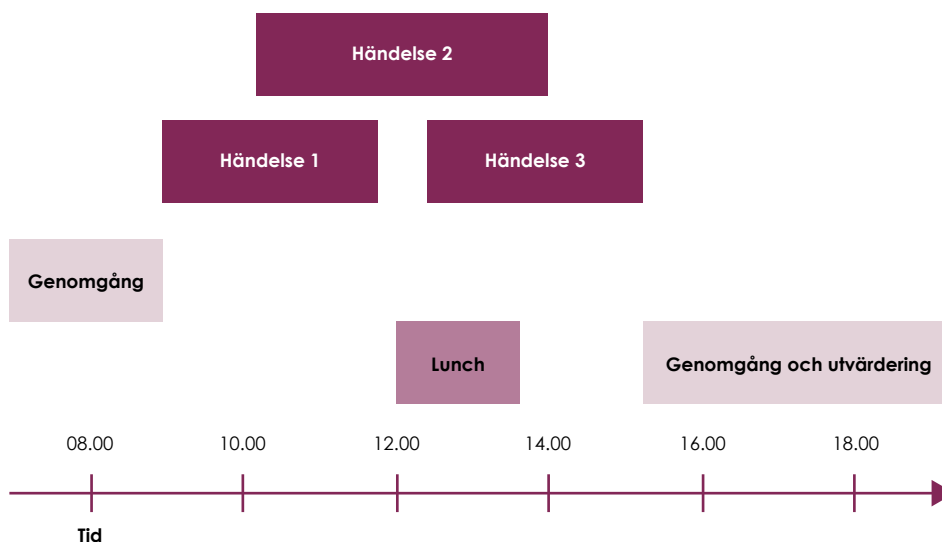 Händelse 2
Händelse 1
Händelse 3
Genomgång
Lunch
Genomgång och utvärdering
08.00
10.00
12.00
14.00
16.00
18.00
Tid